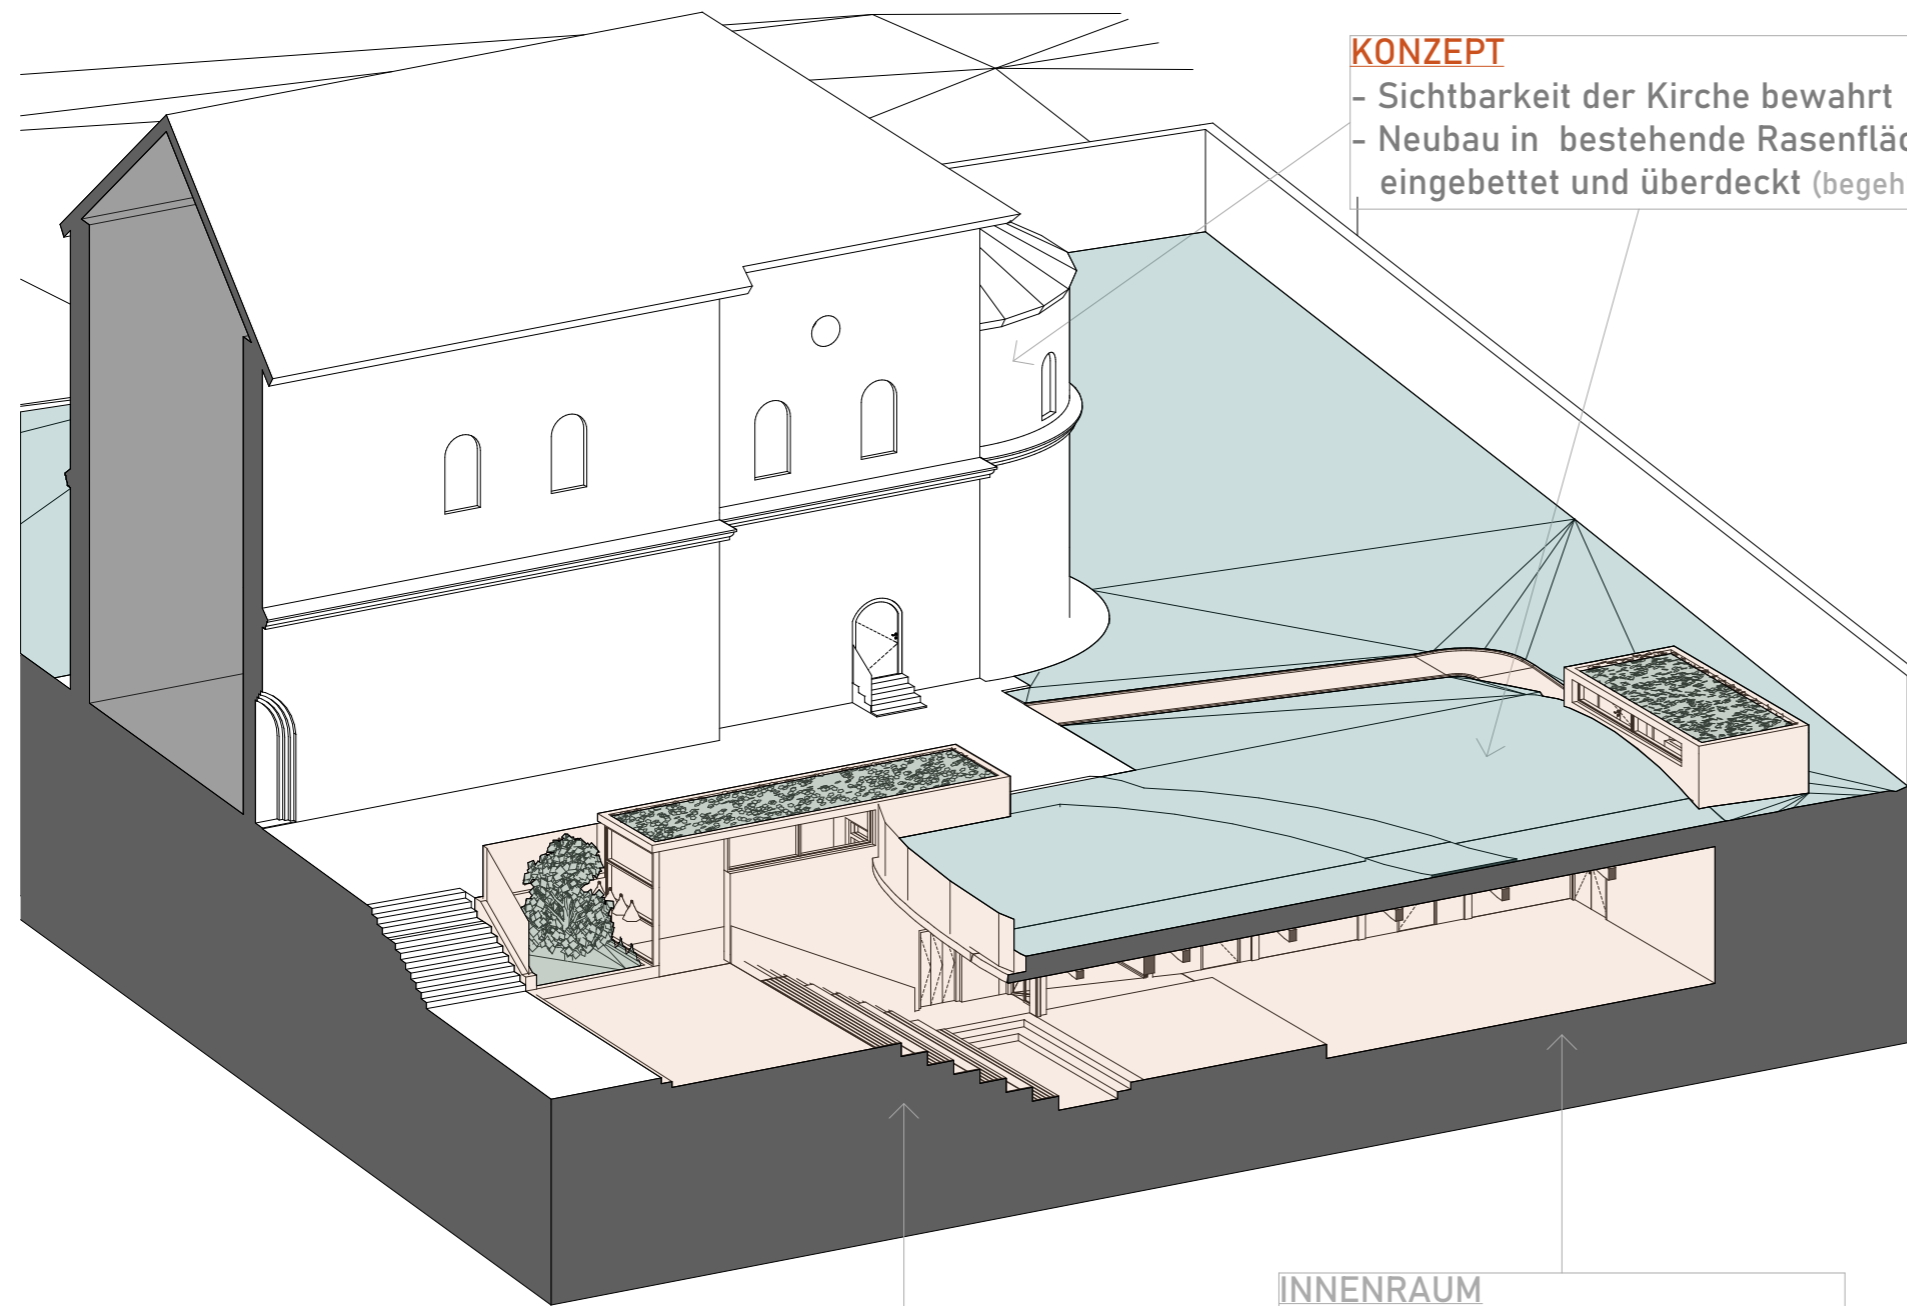 KONZEPT
- Sichtbarkeit der Kirche bewahrt
- Neubau in bestehende
eingebettet und überdeckt
INNENRAUM